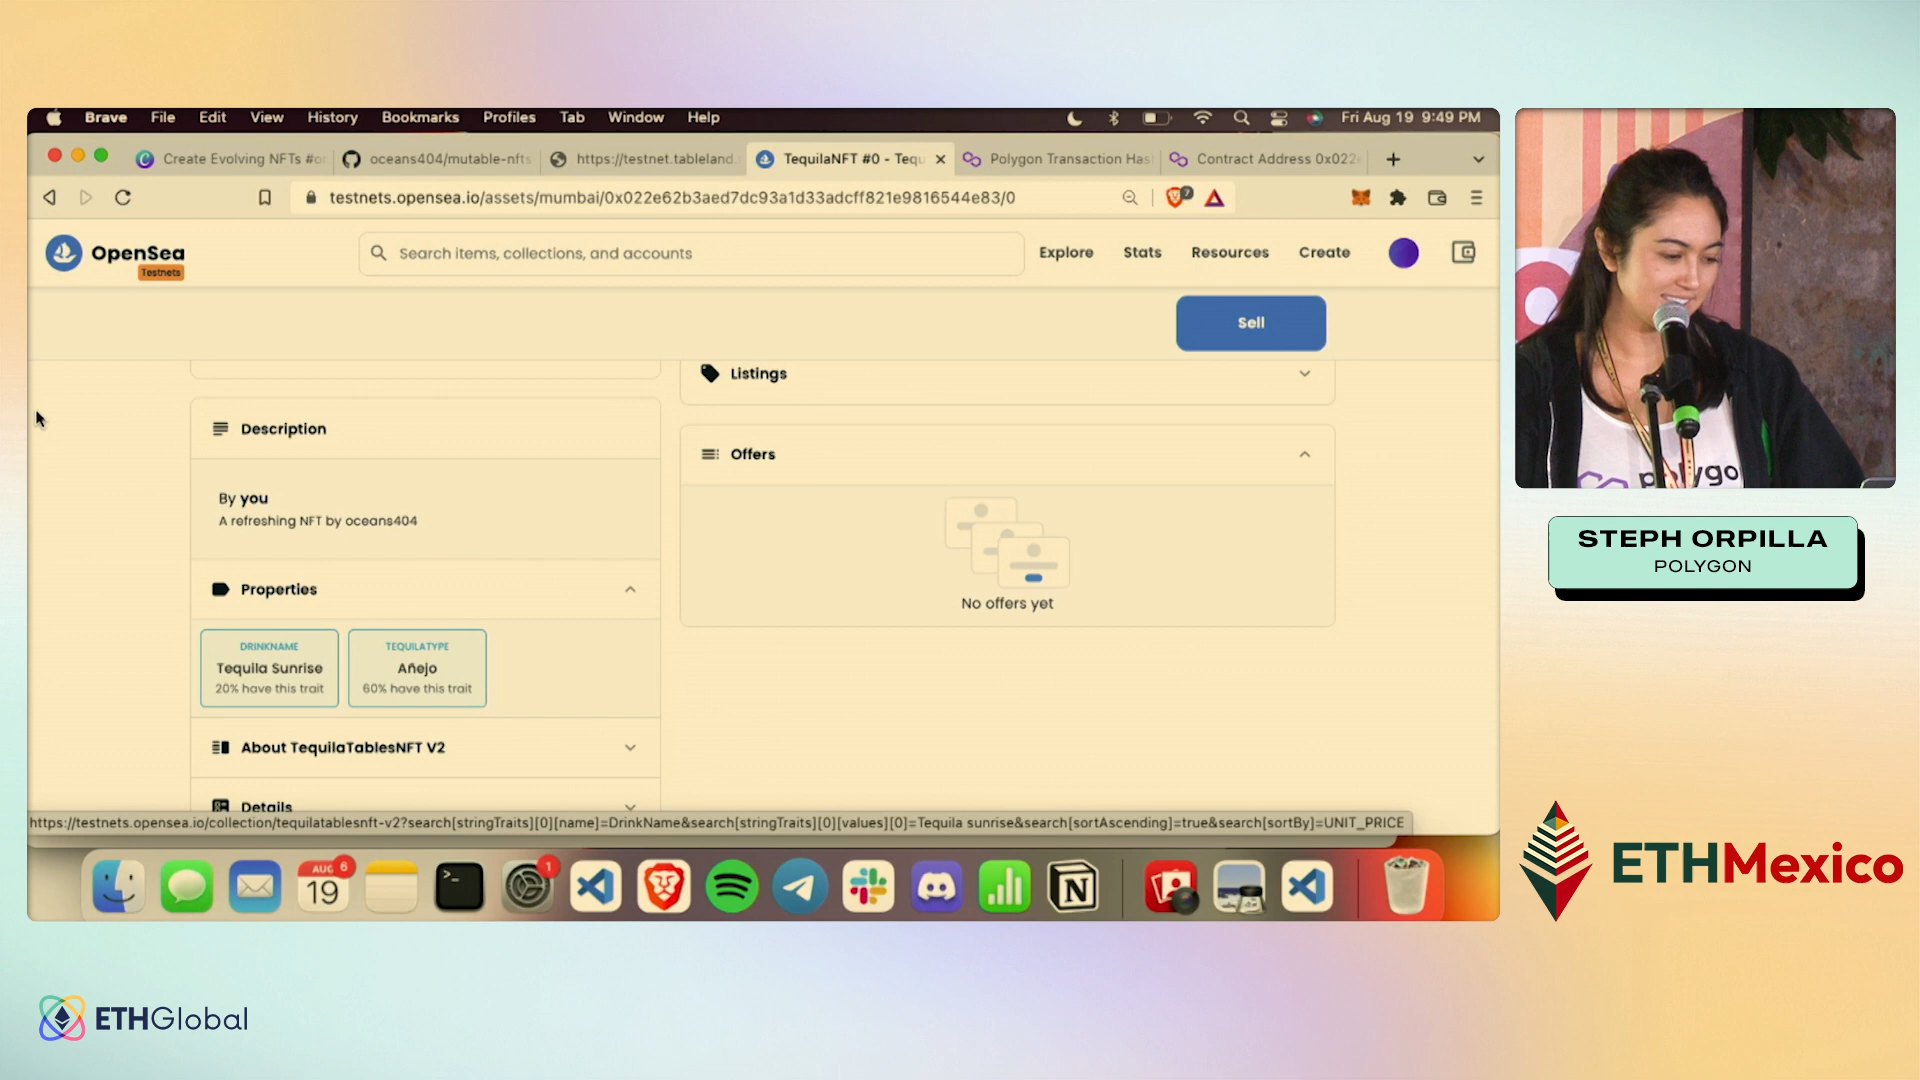 Brave File Edit View History Bookmarks Profiles Tab Window Help
Fri Aug 19 9:49 PM
Create Evolving NFTs #or
oceans404/mutable-nfts
https://testnet.tableland.
TequilaNFT #0 - Tequ
Polygon Transaction Has
Contract Address 0x022
testnets.opensea.io/assets/mumbai/0x022e62b3aed7dc93a1d33adcff821e9816544e83/0
7
OpenSea
Testnets
Search items, collections, and accounts
Explore Stats Resources Create
Sell
Listings
Description
By you
A refreshing NFT by oceans404
Offers
No offers yet
Properties
DRINKNAME
Tequila Sunrise
20% have this trait
TEQUILATYPE
Añejo
60% have this trait
About TequilaTablesNFT V2
Details
https://testnets.opensea.io/collection/tequilatablesnft-v2?search[stringTraits][0][name]=DrinkName&search[stringTraits][0][values][0]=Tequila sunrise&search[sortAscending]=true&search[sortBy]=UNIT_PRICE
AUG 6
19
1
polygo
STEPH ORPILLA
POLYGON
ETHMexico
ETHGlobal